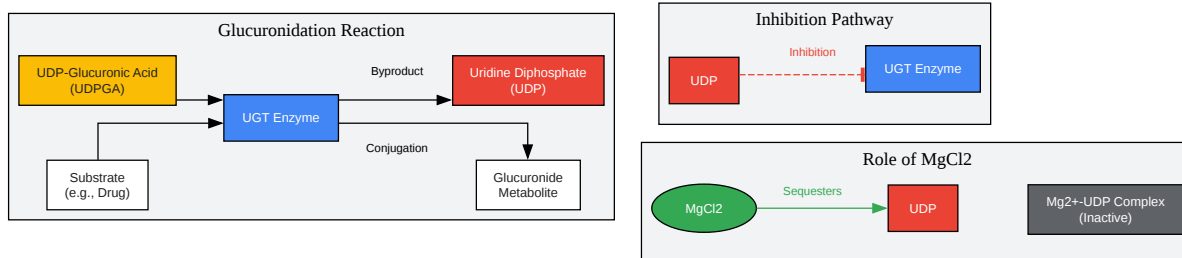 Glucuronidation Reaction
UDP-Glucuronic Acid
(UDPGA)
Byproduct
Uridine Diphosphate
(UDP)
UGT Enzyme
Conjugation
Substrate
(e.g., Drug)
Glucuronide
Metabolite
Inhibition Pathway
UDP
Inhibition
UGT Enzyme
Role of MgCl2
MgCl2
Sequesters
UDP
Mg2+-UDP Complex
(Inactive)